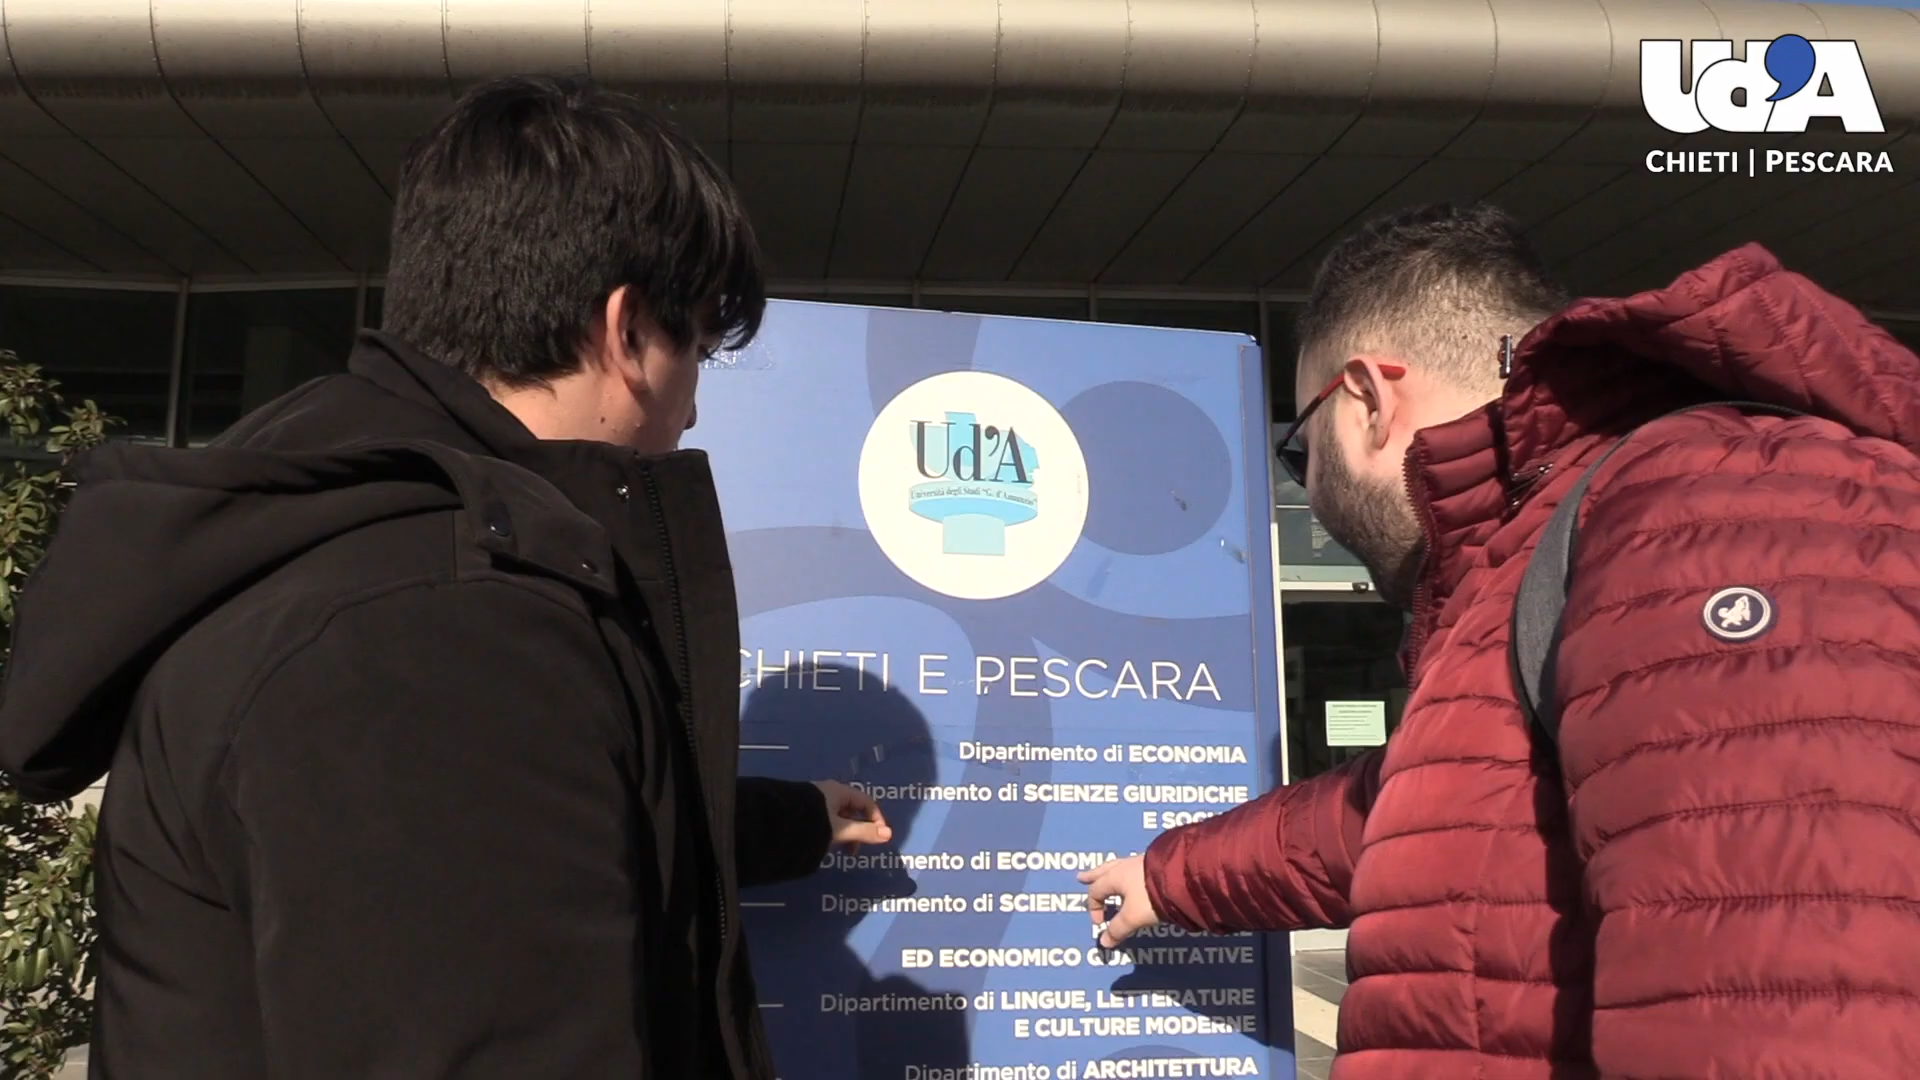 Ud'A
CHIETI | PESCARA
Ud'A
Università degli Studi "G. d'Annunzio"
CHIETI E PESCARA
Dipartimento di ECONOMIA
Dipartimento di SCIENZE GIURIDICHE
E
Dipartimento di ECONOMIA
Dipartimento di SCIENZE
ED ECONOMICO QUANTITATIVE
Dipartimento di LINGUE, LETTERATURE
E CULTURE MODERNE
Dipartimento di ARCHITETTURA